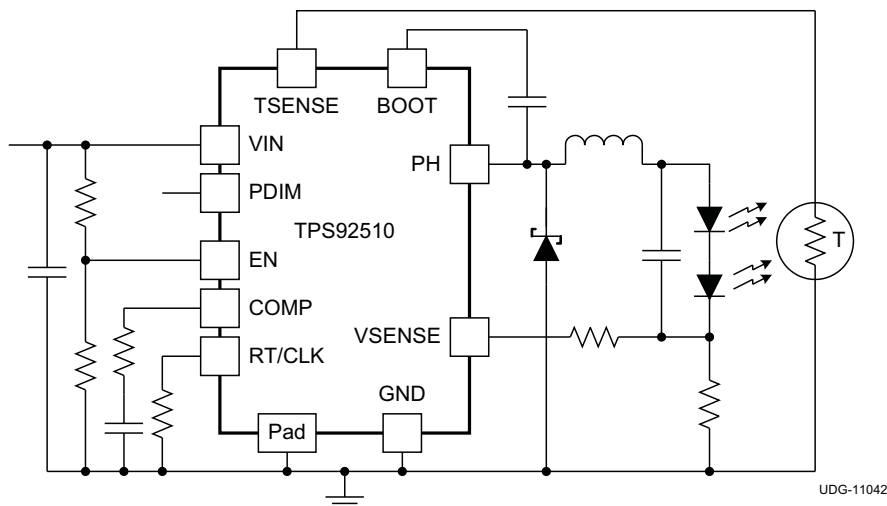 TSENSE
BOOT
VIN
PH
PDIM
TPS92510
T
EN
COMP
VSENSE
RT/CLK
GND
Pad
UDG-11042